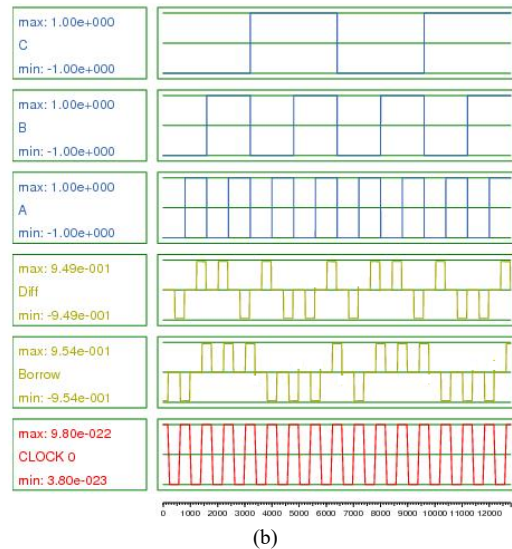 max: 1.00e+000
C
min: -1.00e+000
max: 1.00e+000
B
min: -1.00e+000
max: 1.00e+000
A
min: -1.00e+000
max: 9.49e-001
Diff
min: -9.49e-001
max: 9.54e-001
Borrow
min: -9.54e-001
max: 9.80e-022
CLOCK 0
min: 3.80e-023
0 1000 2000 3000 4000 5000 6000 7000 8000 9000 10000 11000 12000
(b)